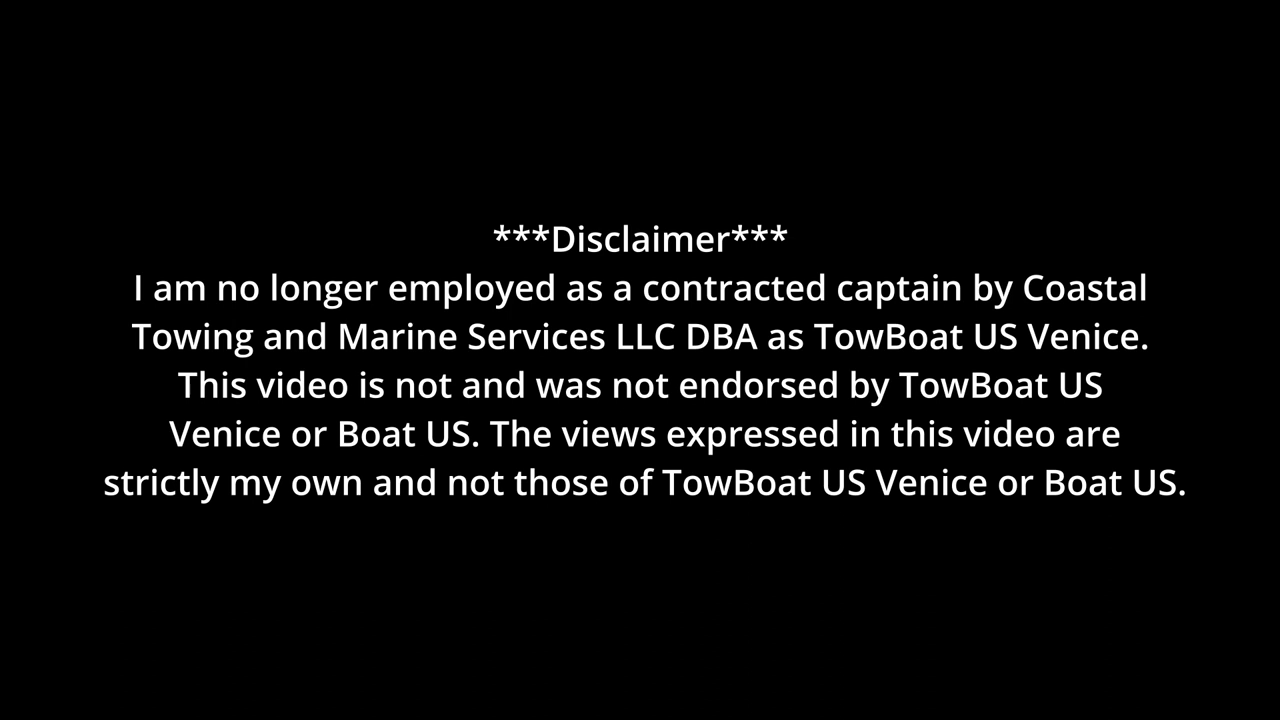 ***Disclaimer***
I am no longer employed as a contracted captain by Coastal
Towing and Marine Services LLC DBA as TowBoat US Venice.
This video is not and was not endorsed by TowBoat US
Venice or Boat US. The views expressed in this video are
strictly my own and not those of TowBoat US Venice or Boat US.